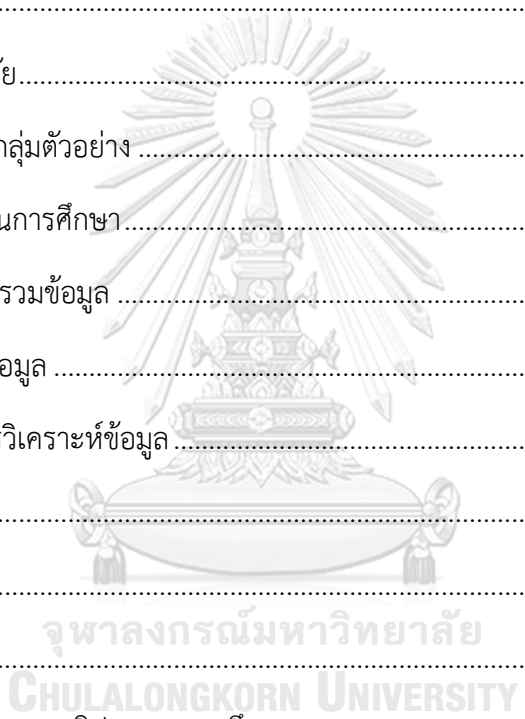 ัย
กลุ่มตัวอย่าง
นการศึกษา
รวมข้อมูล
อมูล
รวิเคราะห์ข้อมูล
จุฬาลงกรณ์มหาวิทยาลัย
CHULALONGKORN UNIVERSITY